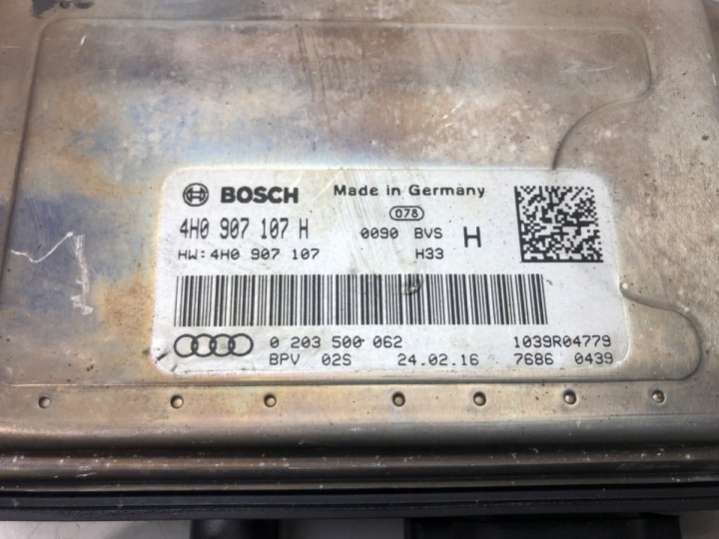 BOSCH Made in Germany
078
4H0 907 107 H 0090 BVS H
HW:4H0 907 107 H33
0 203 500 062 1039R04779
BPV 02S 24.02.16 7686 0439